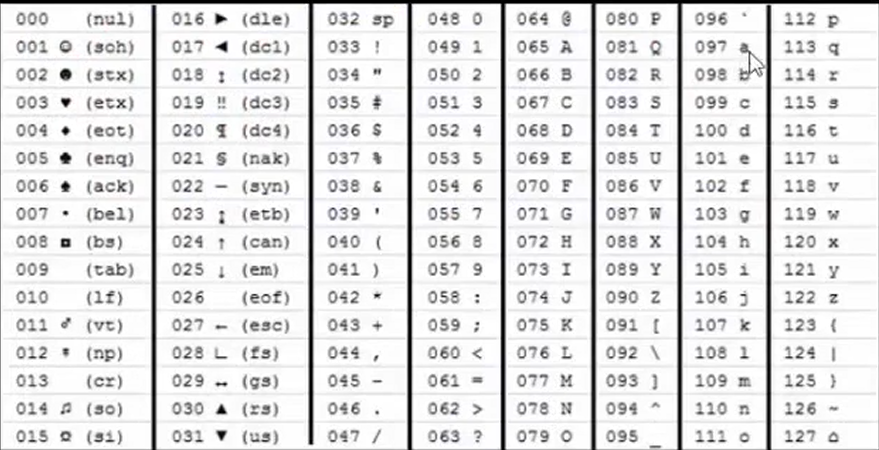 000 (nul) 016 ► (dle) 032 sp 048 0 064 @ 080 P 096 ` 112 p
001 ☺ (soh) 017 ◄ (dc1) 033 ! 049 1 065 A 081 Q 097 a 113 q
002 ☻ (stx) 018 ↕ (dc2) 034 " 050 2 066 B 082 R 098 b 114 r
003 ♥ (etx) 019 ‼ (dc3) 035 # 051 3 067 C 083 S 099 c 115 s
004 ♦ (eot) 020 ¶ (dc4) 036 $ 052 4 068 D 084 T 100 d 116 t
005 ♣ (enq) 021 § (nak) 037 % 053 5 069 E 085 U 101 e 117 u
006 ♠ (ack) 022 ▬ (syn) 038 & 054 6 070 F 086 V 102 f 118 v
007 • (bel) 023 ↨ (etb) 039 ' 055 7 071 G 087 W 103 g 119 w
008 ◘ (bs) 024 ↑ (can) 040 ( 056 8 072 H 088 X 104 h 120 x
009 (tab) 025 ↓ (em) 041 ) 057 9 073 I 089 Y 105 i 121 y
010 (lf) 026 (eof) 042 * 058 : 074 J 090 Z 106 j 122 z
011 ♂ (vt) 027 ← (esc) 043 + 059 ; 075 K 091 [ 107 k 123 {
012 ♀ (np) 028 ∟ (fs) 044 , 060 < 076 L 092 \ 108 l 124 |
013 (cr) 029 ↔ (gs) 045 - 061 = 077 M 093 ] 109 m 125 }
014 ♫ (so) 030 ▲ (rs) 046 . 062 > 078 N 094 ^ 110 n 126 ~
015 ☼ (si) 031 ▼ (us) 047 / 063 ? 079 O 095 _ 111 o 127 ⌂